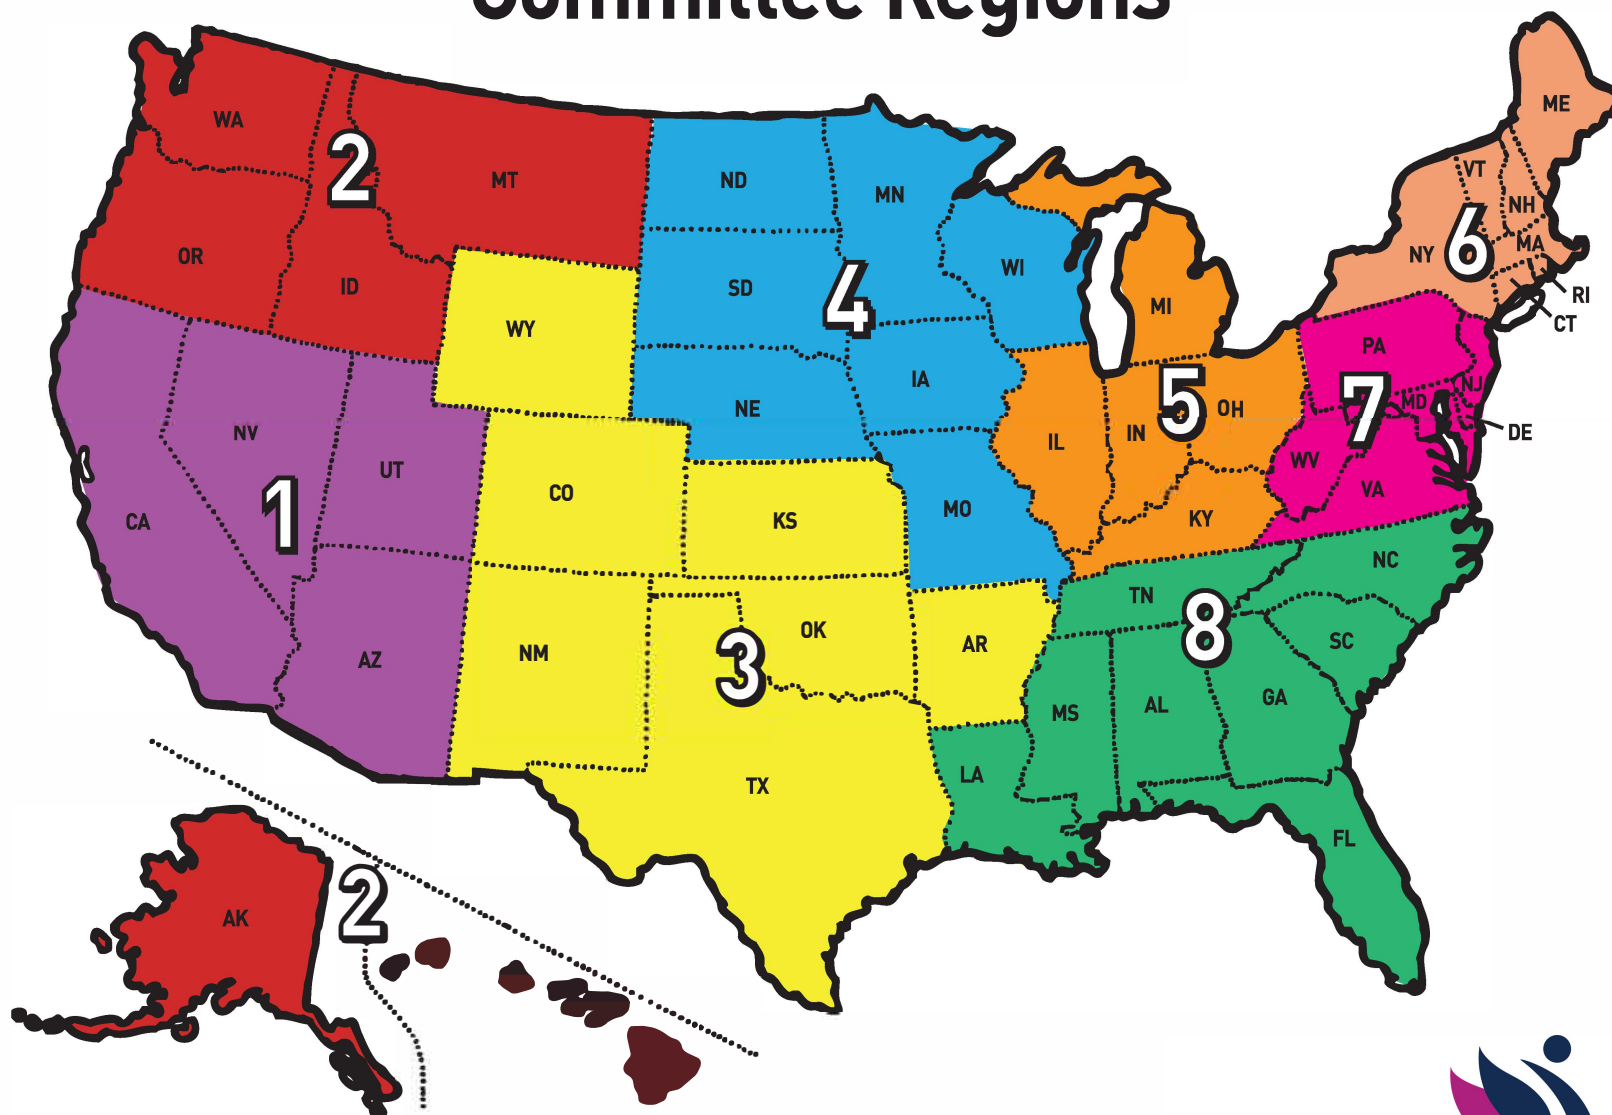 Committee Regions
WA
2
MT
OR
ID
ND
MN
SD
4
WI
NE
IA
MO
WY
CO
KS
NM
3
OK
AR
TX
NV
UT
CA
1
AZ
MI
5
OH
IL
IN
KY
ME
VT
NH
NY
6
MA
RI
CT
PA
7
NJ
MD
DE
WV
VA
NC
TN
8
SC
MS
AL
GA
LA
FL
AK
2